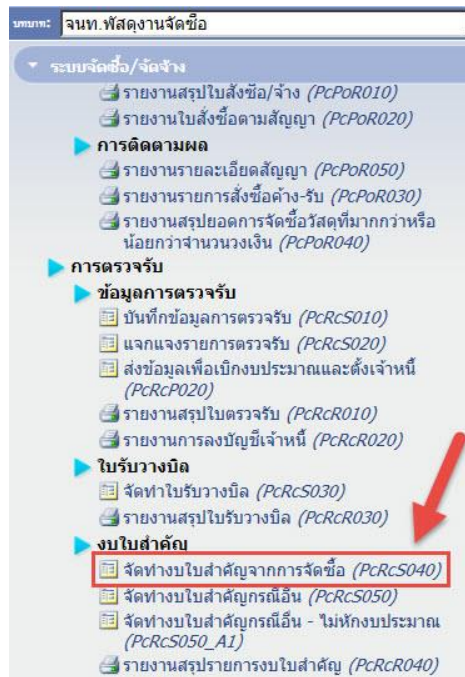 บทบาท: จนท.พัสดุงานจัดซื้อ
ระบบจัดซื้อ/จัดจ้าง
รายงานสรุปใบสั่งซื้อ/จ้าง (PcPoR010)
รายงานใบสั่งซื้อตามสัญญา (PcPoR020)
การติดตามผล
รายงานรายละเอียดสัญญา (PcPoR050)
รายงานรายการสั่งซื้อค้าง-รับ (PcPoR030)
รายงานสรุปยอดการจัดซื้อวัสดุที่มากกว่าหรือ
น้อยกว่าจำนวนวงเงิน (PcPoR040)
การตรวจรับ
ข้อมูลการตรวจรับ
บันทึกข้อมูลการตรวจรับ (PcRcS010)
แจกแจงรายการตรวจรับ (PcRcS020)
ส่งข้อมูลเพื่อเบิกงบประมาณและตั้งเจ้าหนี้
(PcRcP020)
รายงานสรุปใบตรวจรับ (PcRcR010)
รายงานการลงบัญชีเจ้าหนี้ (PcRcR020)
ใบรับวางบิล
จัดทำใบรับวางบิล (PcRcS030)
รายงานสรุปใบรับวางบิล (PcRcR030)
งบใบสำคัญ
จัดทำงบใบสำคัญจากการจัดซื้อ (PcRcS040)
จัดทำงบใบสำคัญกรณีอื่น (PcRcS050)
จัดทำงบใบสำคัญกรณีอื่น - ไม่หักงบประมาณ
(PcRcS050_A1)
รายงานสรุปรายการงบใบสำคัญ (PcRcR040)